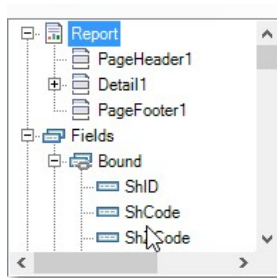 Report
PageHeader1
Detail1
PageFooter1
Fields
Bound
ShID
ShCode